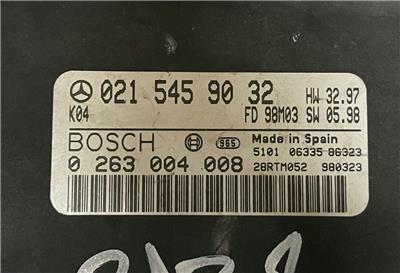 021 545 90 32 HW 32.97
K04 FD 98M03 SW 05.98
BOSCH 965 Made in Spain
0 263 004 008 5101 06335 86323
28RTM052 980323